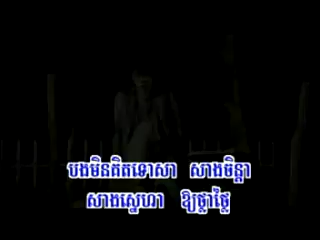 បងមិនគិតទោសា សាងចិន្តា
សាងស្នេហា ឱ្យថ្លាថ្លៃ